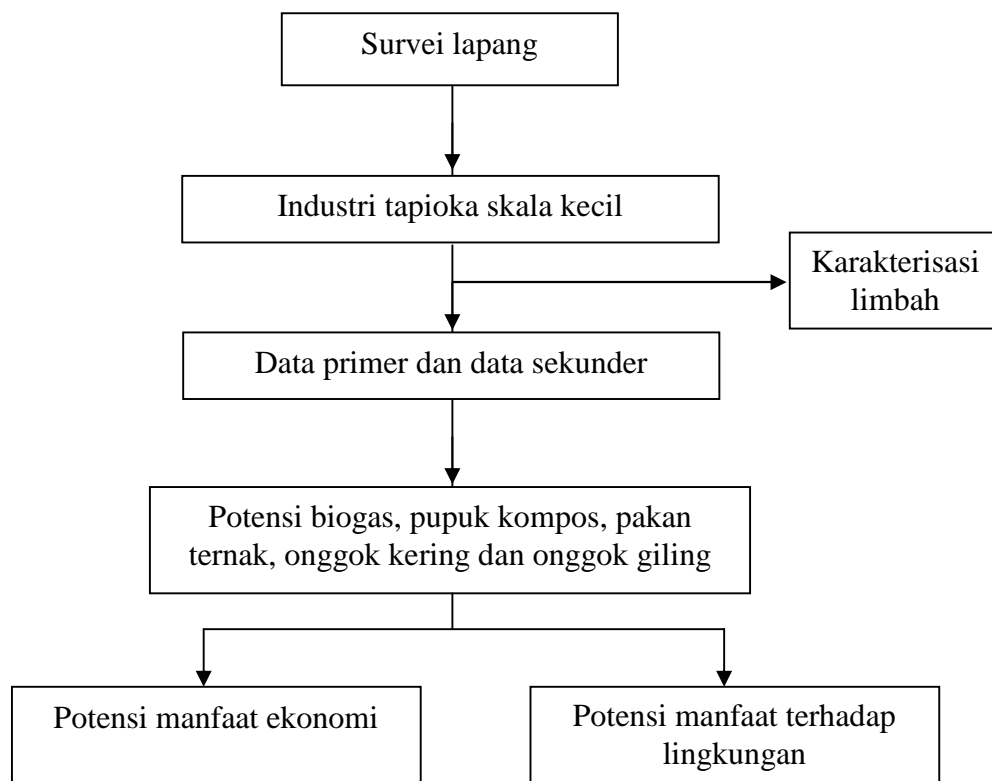 Survei lapang
Industri tapioka skala kecil
Karakterisasi
limbah
Data primer dan data sekunder
Potensi biogas, pupuk kompos, pakan
ternak, onggok kering dan onggok giling
Potensi manfaat ekonomi
Potensi manfaat terhadap
lingkungan